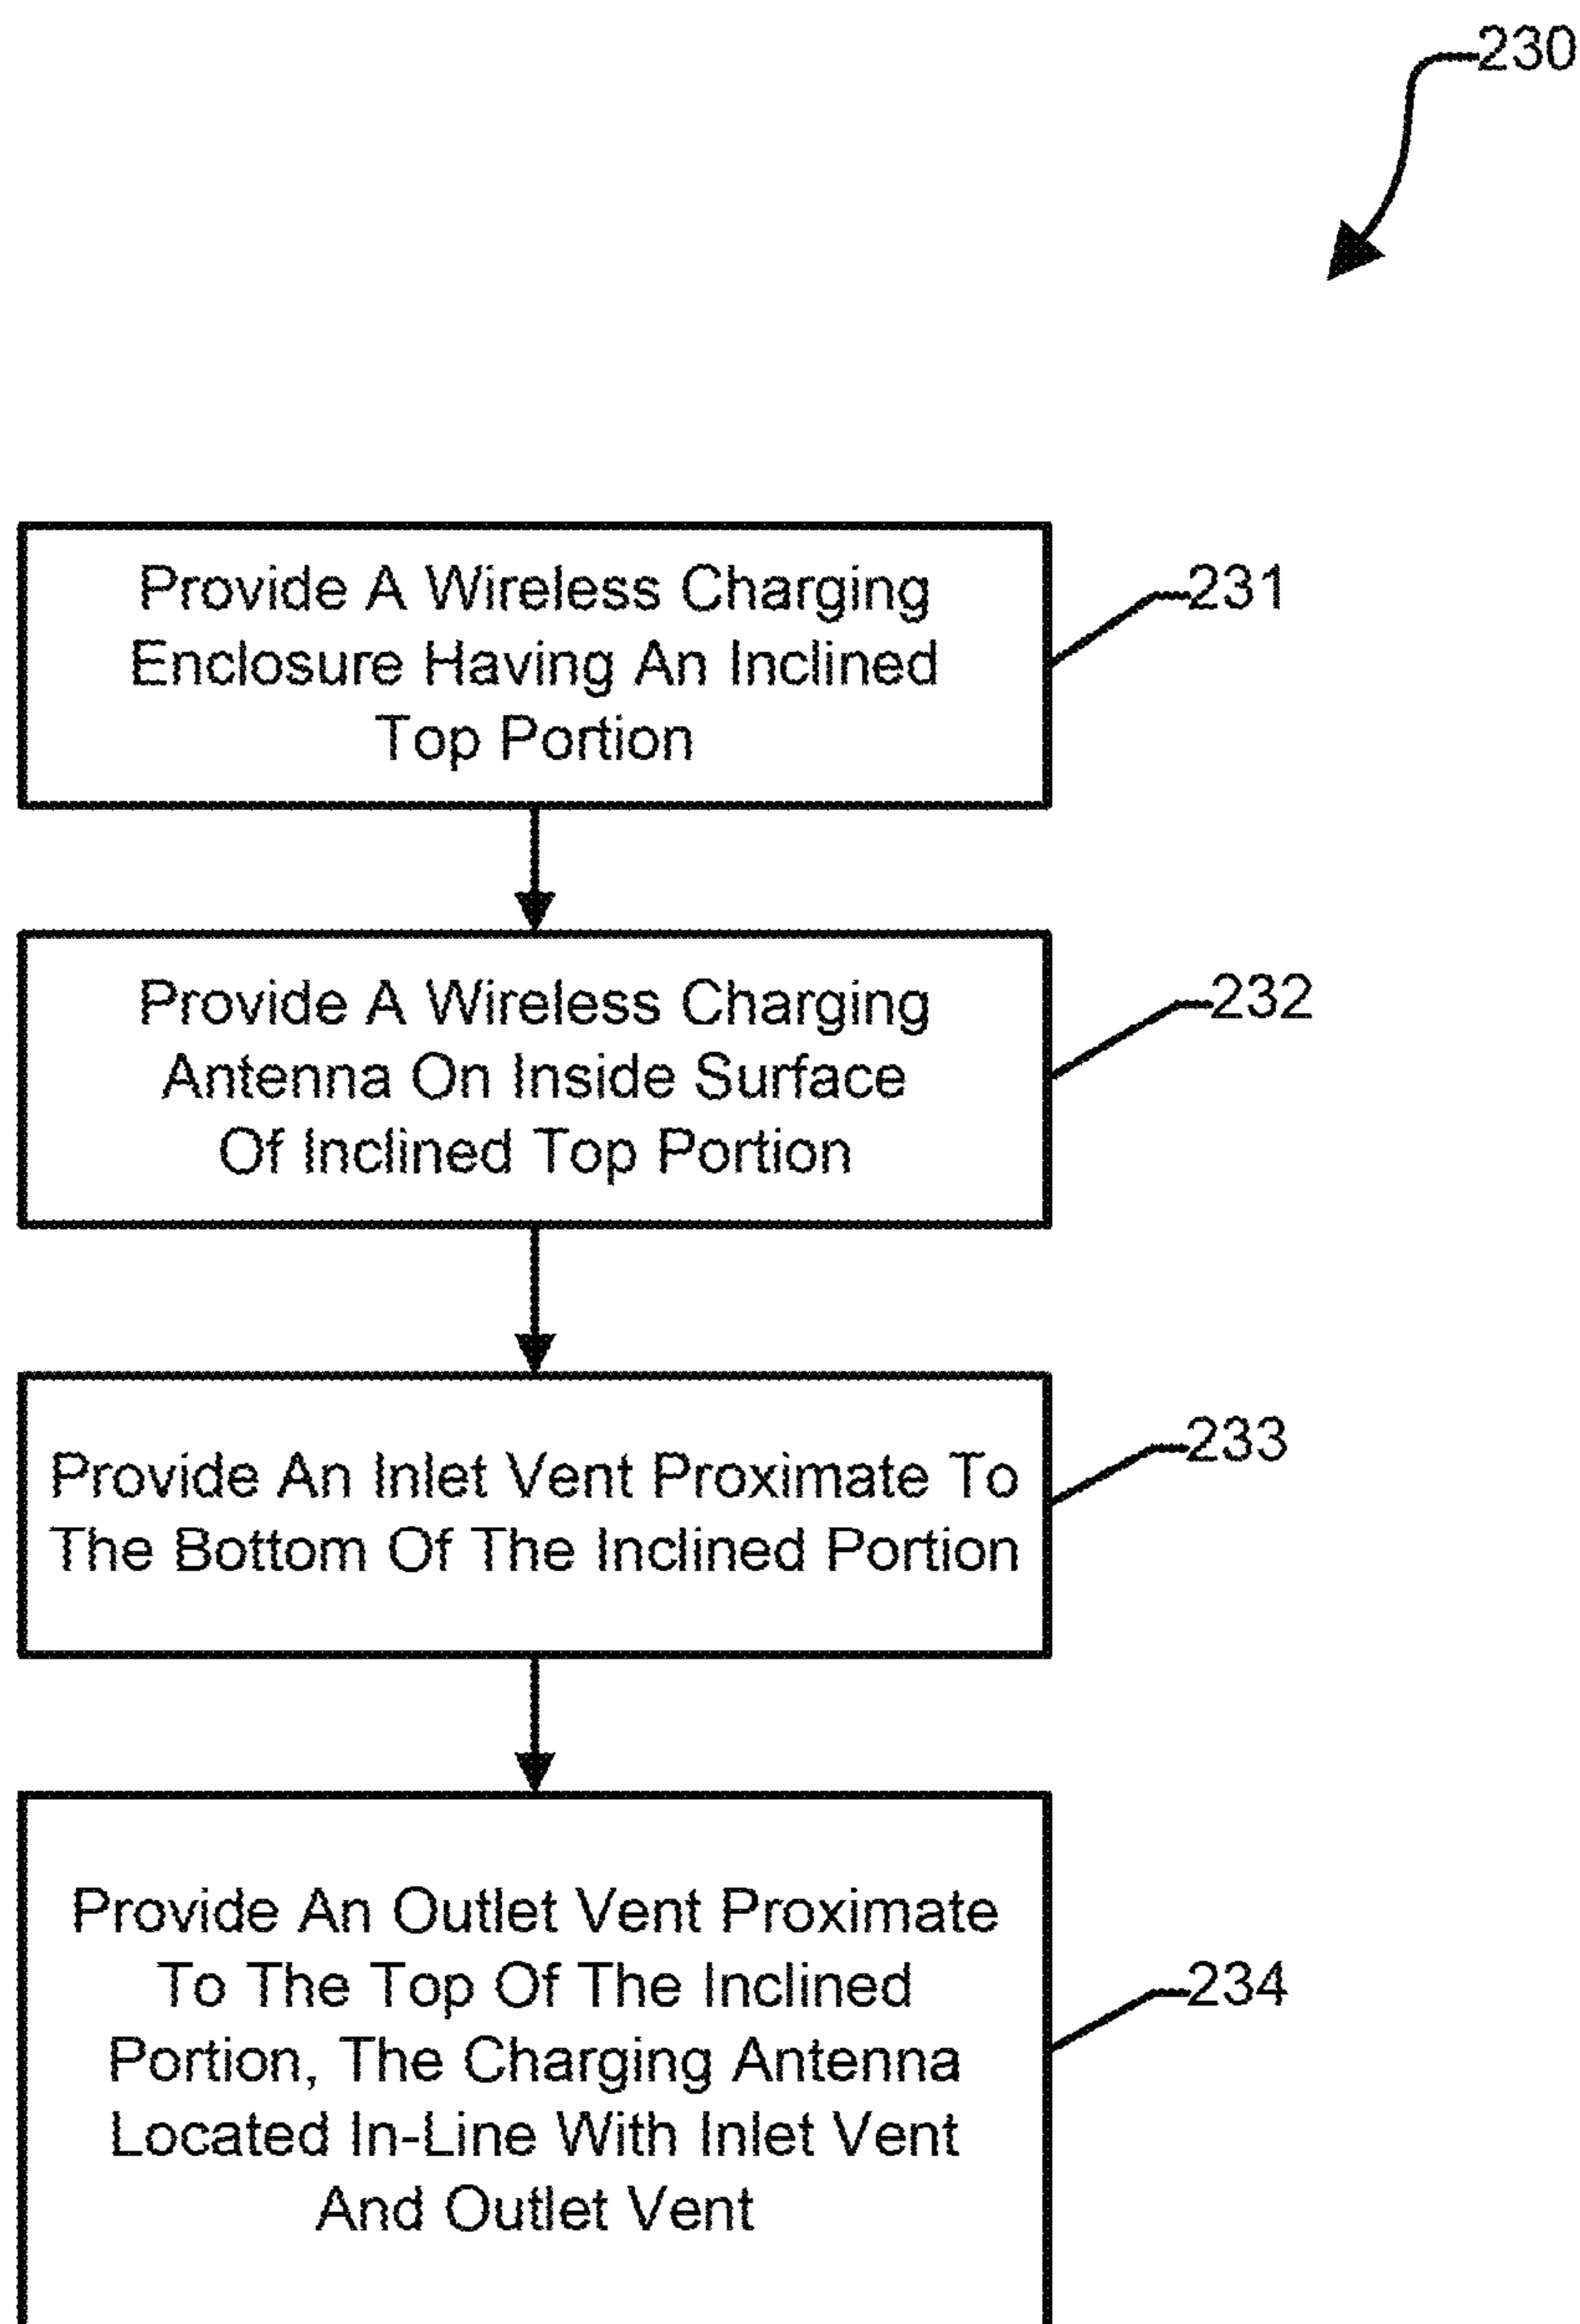 230
Provide A Wireless Charging
Enclosure Having An Inclined
Top Portion
231
Provide A Wireless Charging
Antenna On Inside Surface
Of Inclined Top Portion
232
Provide An Inlet Vent Proximate To
The Bottom Of The Inclined Portion
233
Provide An Outlet Vent Proximate
To The Top Of The Inclined
Portion, The Charging Antenna
Located In-Line With Inlet Vent
And Outlet Vent
234